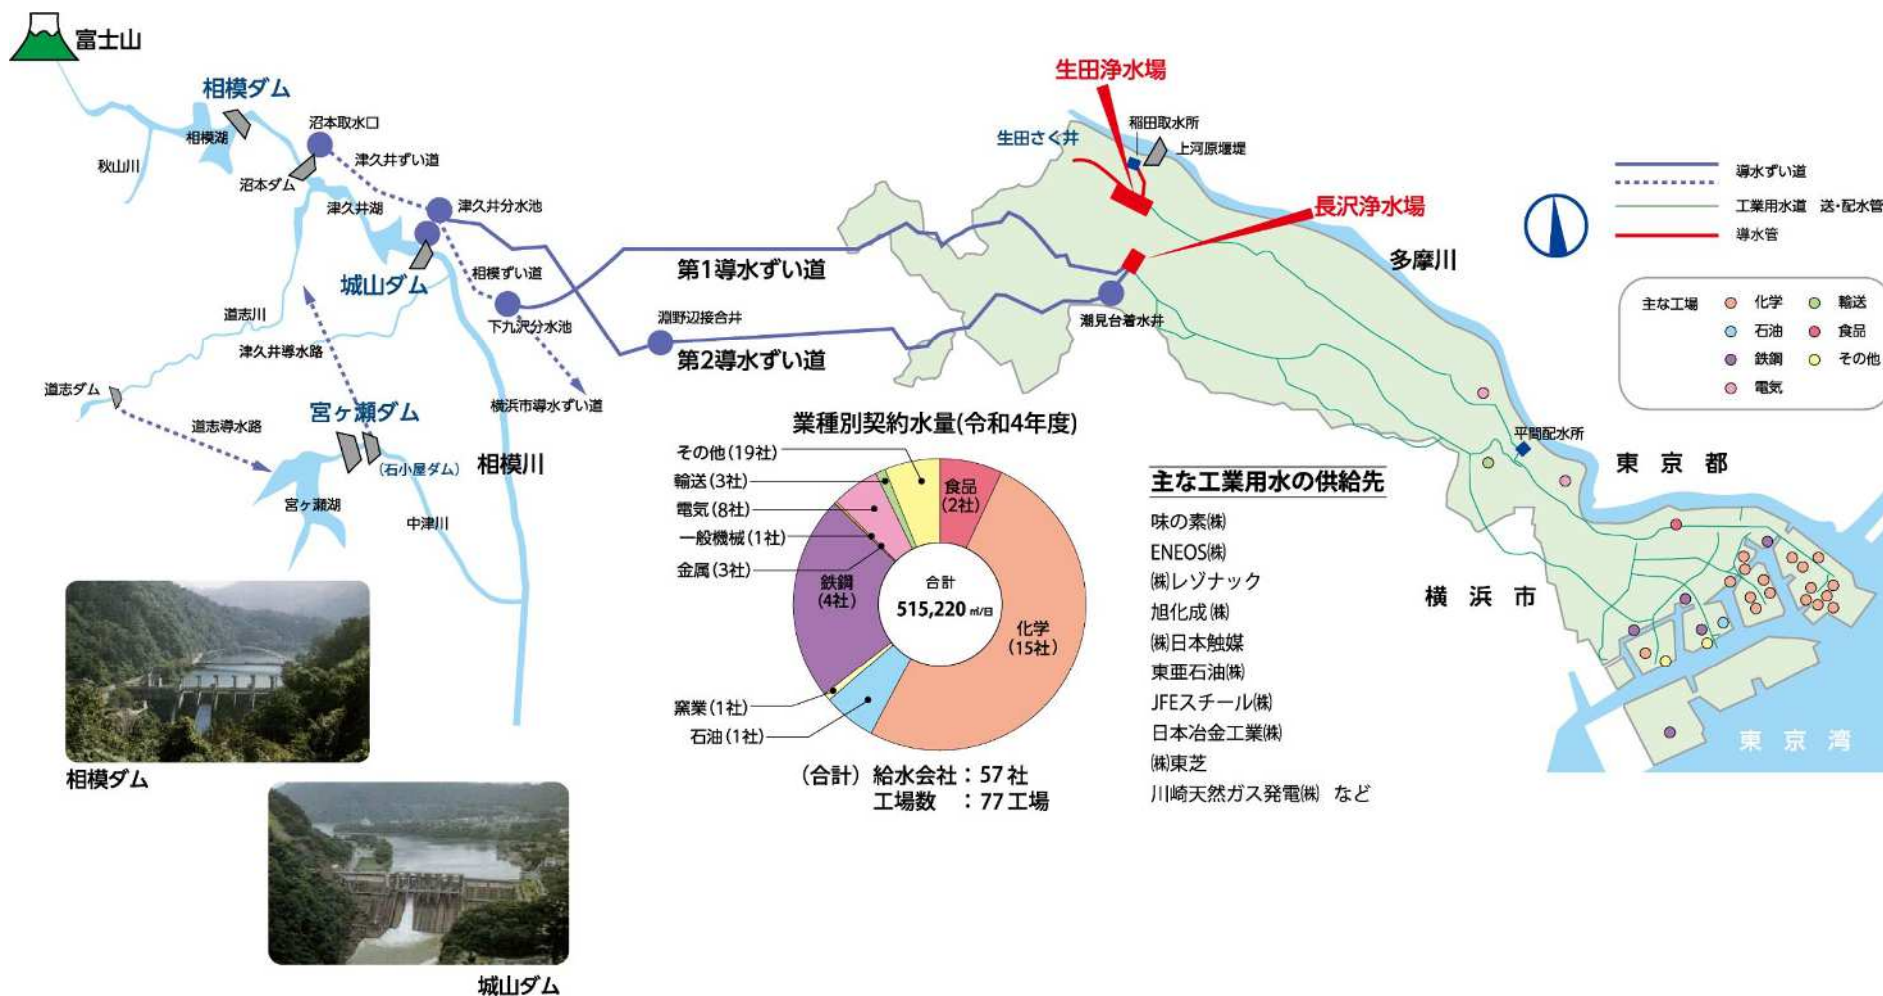 富士山
相模ダム
相模湖
秋山川
沼本取水口
津久井ずい道
沼本ダム
津久井湖
津久井分水池
城山ダム
相模ずい道
下九沢分水池
道志川
津久井導水路
道志ダム
道志導水路
宮ヶ瀬ダム
(石小屋ダム)
宮ヶ瀬湖
中津川
相模川
横浜市導水ずい道
淵野辺接合井
第1導水ずい道
第2導水ずい道
生田浄水場
生田さく井
稲田取水所
上河原堰堤
長沢浄水場
潮見台着水井
多摩川
平間配水所
東京都
横浜市
東京湾
導水ずい道
工業用水道 送・配水管
導水管
主な工場
化学
輸送
石油
食品
鉄鋼
その他
電気
業種別契約水量(令和4年度)
その他(19社)
輸送(3社)
電気(8社)
一般機械(1社)
金属(3社)
鉄鋼
(4社)
窯業(1社)
石油(1社)
食品
(2社)
化学
(15社)
合計
515,220 ㎥/日
(合計) 給水会社:57社
工場数 :77工場
主な工業用水の供給先
味の素㈱
ENEOS㈱
㈱レゾナック
旭化成㈱
㈱日本触媒
東亜石油㈱
JFEスチール㈱
日本冶金工業㈱
㈱東芝
川崎天然ガス発電㈱ など
相模ダム
城山ダム